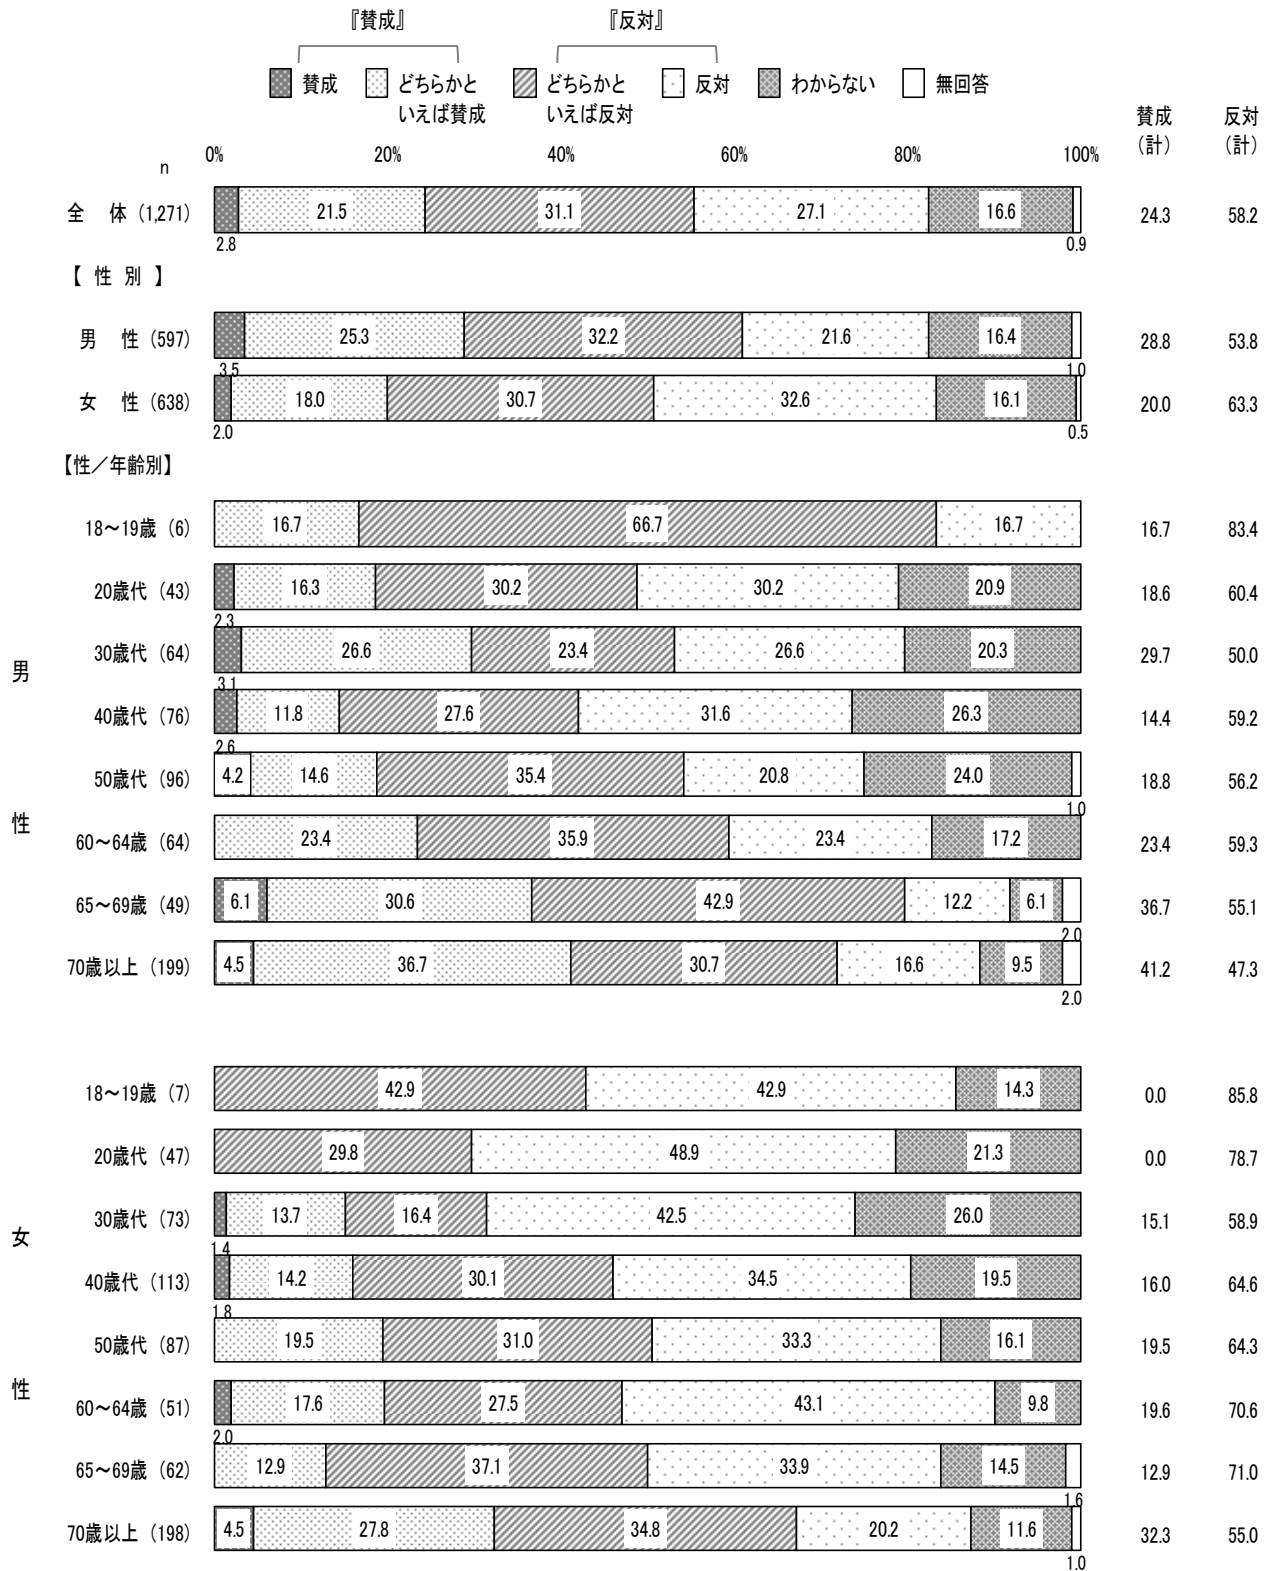 『賛成』 『反対』
賛成 どちらかと どちらかと 反対 わからない 無回答
いえば賛成 いえば反対
賛成 反対
（計） （計）
0% 20% 40% 60% 80% 100%
n
全 体 (1,271) 21.5 31.1 27.1 16.6 24.3 58.2
2.8 0.9
【 性 別 】
男 性 (597) 25.3 32.2 21.6 16.4 28.8 53.8
3.5 1.0
女 性 (638) 18.0 30.7 32.6 16.1 20.0 63.3
2.0 0.5
【性／年齢別】
18～19歳 (6) 16.7 66.7 16.7 16.7 83.4
20歳代 (43) 16.3 30.2 30.2 20.9 18.6 60.4
2.3
30歳代 (64) 26.6 23.4 26.6 20.3 29.7 50.0
男
3.1
40歳代 (76) 11.8 27.6 31.6 26.3 14.4 59.2
2.6
50歳代 (96) 4.2 14.6 35.4 20.8 24.0 18.8 56.2
1.0
性
60～64歳 (64) 23.4 35.9 23.4 17.2 23.4 59.3
65～69歳 (49) 6.1 30.6 42.9 12.2 6.1 36.7 55.1
2.0
70歳以上 (199) 4.5 36.7 30.7 16.6 9.5 41.2 47.3
2.0
18～19歳 (7) 42.9 42.9 14.3 0.0 85.8
20歳代 (47) 29.8 48.9 21.3 0.0 78.7
30歳代 (73) 13.7 16.4 42.5 26.0 15.1 58.9
女
1.4
40歳代 (113) 14.2 30.1 34.5 19.5 16.0 64.6
1.8
50歳代 (87) 19.5 31.0 33.3 16.1 19.5 64.3
性
60～64歳 (51) 17.6 27.5 43.1 9.8 19.6 70.6
2.0
65～69歳 (62) 12.9 37.1 33.9 14.5 12.9 71.0
1.6
70歳以上 (198) 4.5 27.8 34.8 20.2 11.6 32.3 55.0
1.0